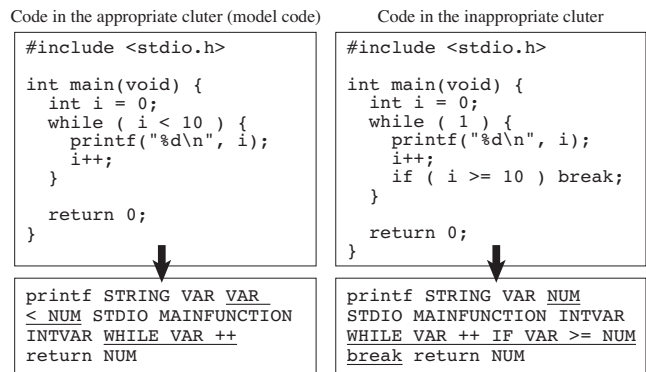 Code in the appropriate cluter (model code)
#include <stdio.h>
int main(void) {
int i = 0;
while ( i < 10 ) {
printf("%d\n", i);
i++;
}
return 0;
}
printf STRING VAR VAR
< NUM STDIO MAINFUNCTION
INTVAR WHILE VAR ++
return NUM
Code in the inappropriate cluter
#include <stdio.h>
int main(void) {
int i = 0;
while ( 1 ) {
printf("%d\n", i);
i++;
if ( i >= 10 ) break;
}
return 0;
}
printf STRING VAR NUM
STDIO MAINFUNCTION INTVAR
WHILE VAR ++ IF VAR >= NUM
break return NUM